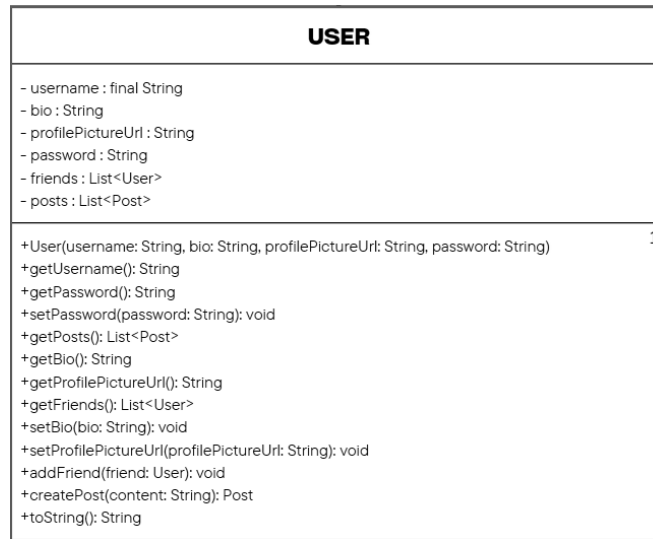 USER
- username : final String
- bio : String
- profilePictureUrl : String
- password : String
- friends : List<User>
- posts : List<Post>
+User(username: String, bio: String, profilePictureUrl: String, password: String)
+getUsername(): String
+getPassword(): String
+setPassword(password: String): void
+getPosts(): List<Post>
+getBio(): String
+getProfilePictureUrl(): String
+getFriends(): List<User>
+setBio(bio: String): void
+setProfilePictureUrl(profilePictureUrl: String): void
+addFriend(friend: User): void
+createPost(content: String): Post
+toString(): String